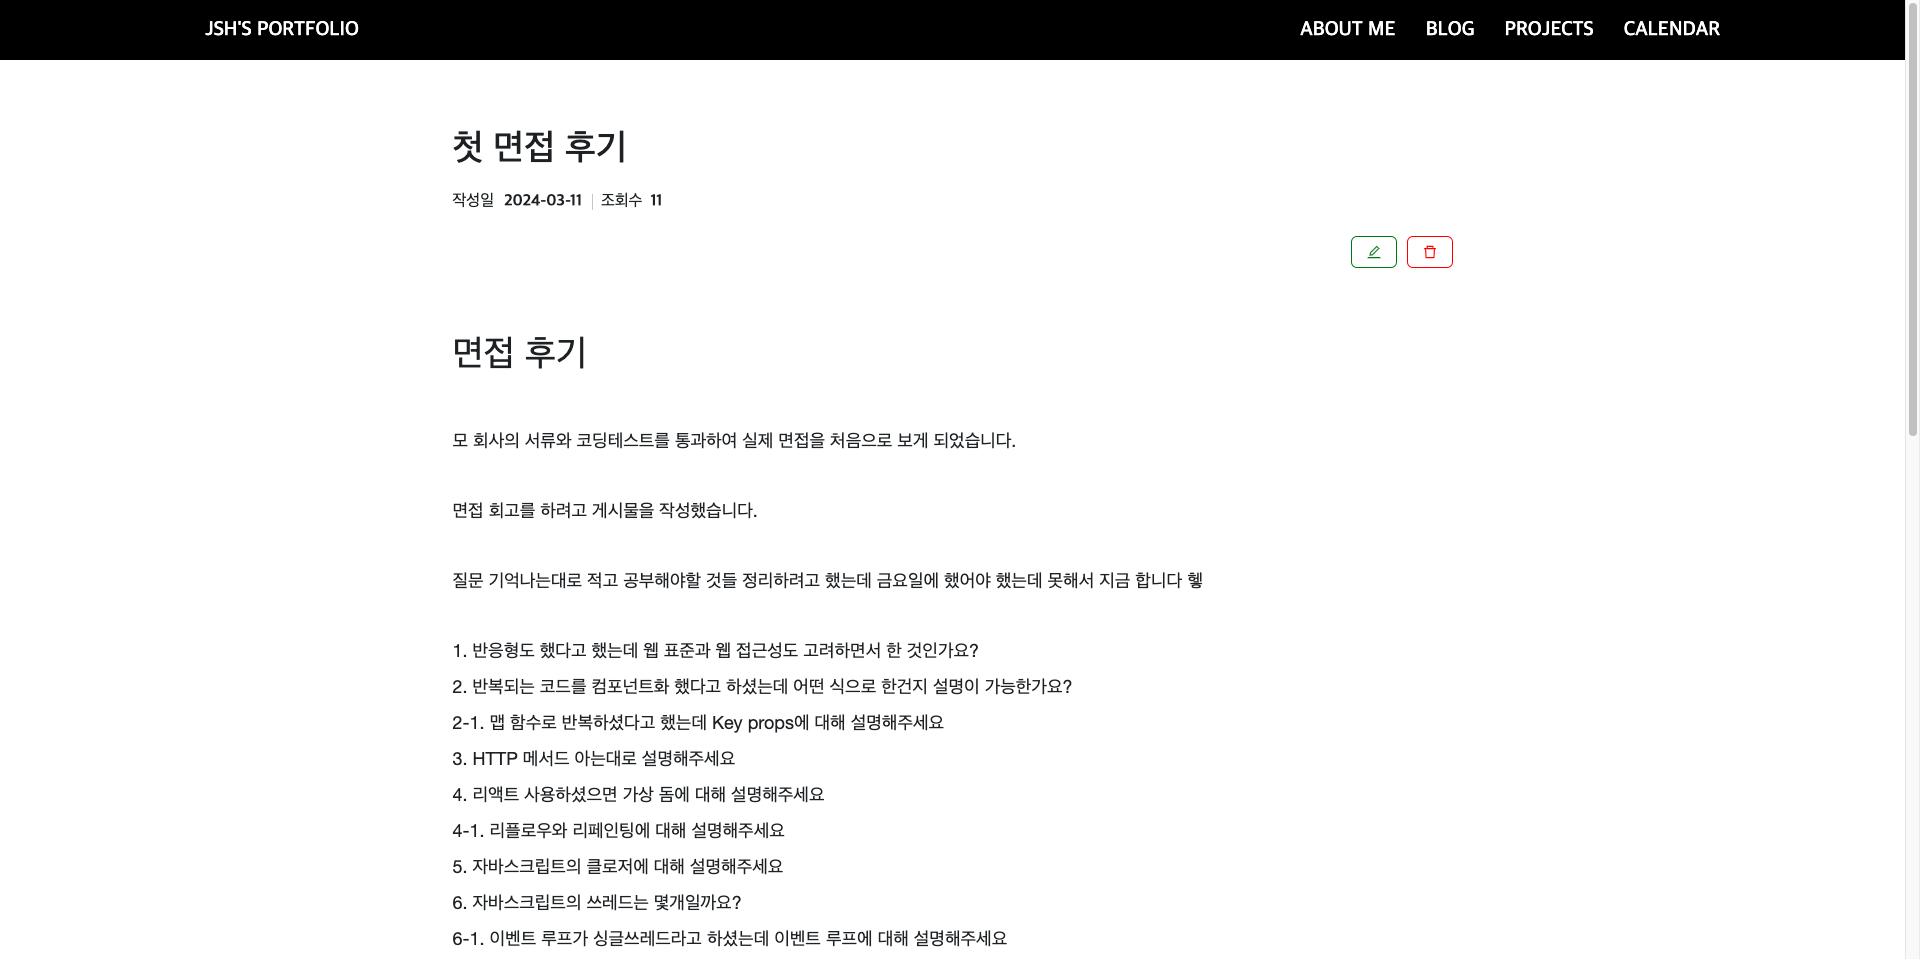 JSH'S PORTFOLIO ABOUT ME BLOG PROJECTS CALENDAR
첫 면접 후기
작성일 2024-03-11 조회수 11
면접 후기
모 회사의 서류와 코딩테스트를 통과하여 실제 면접을 처음으로 보게 되었습니다.
면접 회고를 하려고 게시물을 작성했습니다.
질문 기억나는대로 적고 공부해야할 것들 정리하려고 했는데 금요일에 했어야 했는데 못해서 지금 합니다 헿
1. 반응형도 했다고 했는데 웹 표준과 웹 접근성도 고려하면서 한 것인가요?
2. 반복되는 코드를 컴포넌트화 했다고 하셨는데 어떤 식으로 한건지 설명이 가능한가요?
2-1. 맵 함수로 반복하셨다고 했는데 Key props에 대해 설명해주세요
3. HTTP 메서드 아는대로 설명해주세요
4. 리액트 사용하셨으면 가상 돔에 대해 설명해주세요
4-1. 리플로우와 리페인팅에 대해 설명해주세요
5. 자바스크립트의 클로저에 대해 설명해주세요
6. 자바스크립트의 쓰레드는 몇개일까요?
6-1. 이벤트 루프가 싱글쓰레드라고 하셨는데 이벤트 루프에 대해 설명해주세요